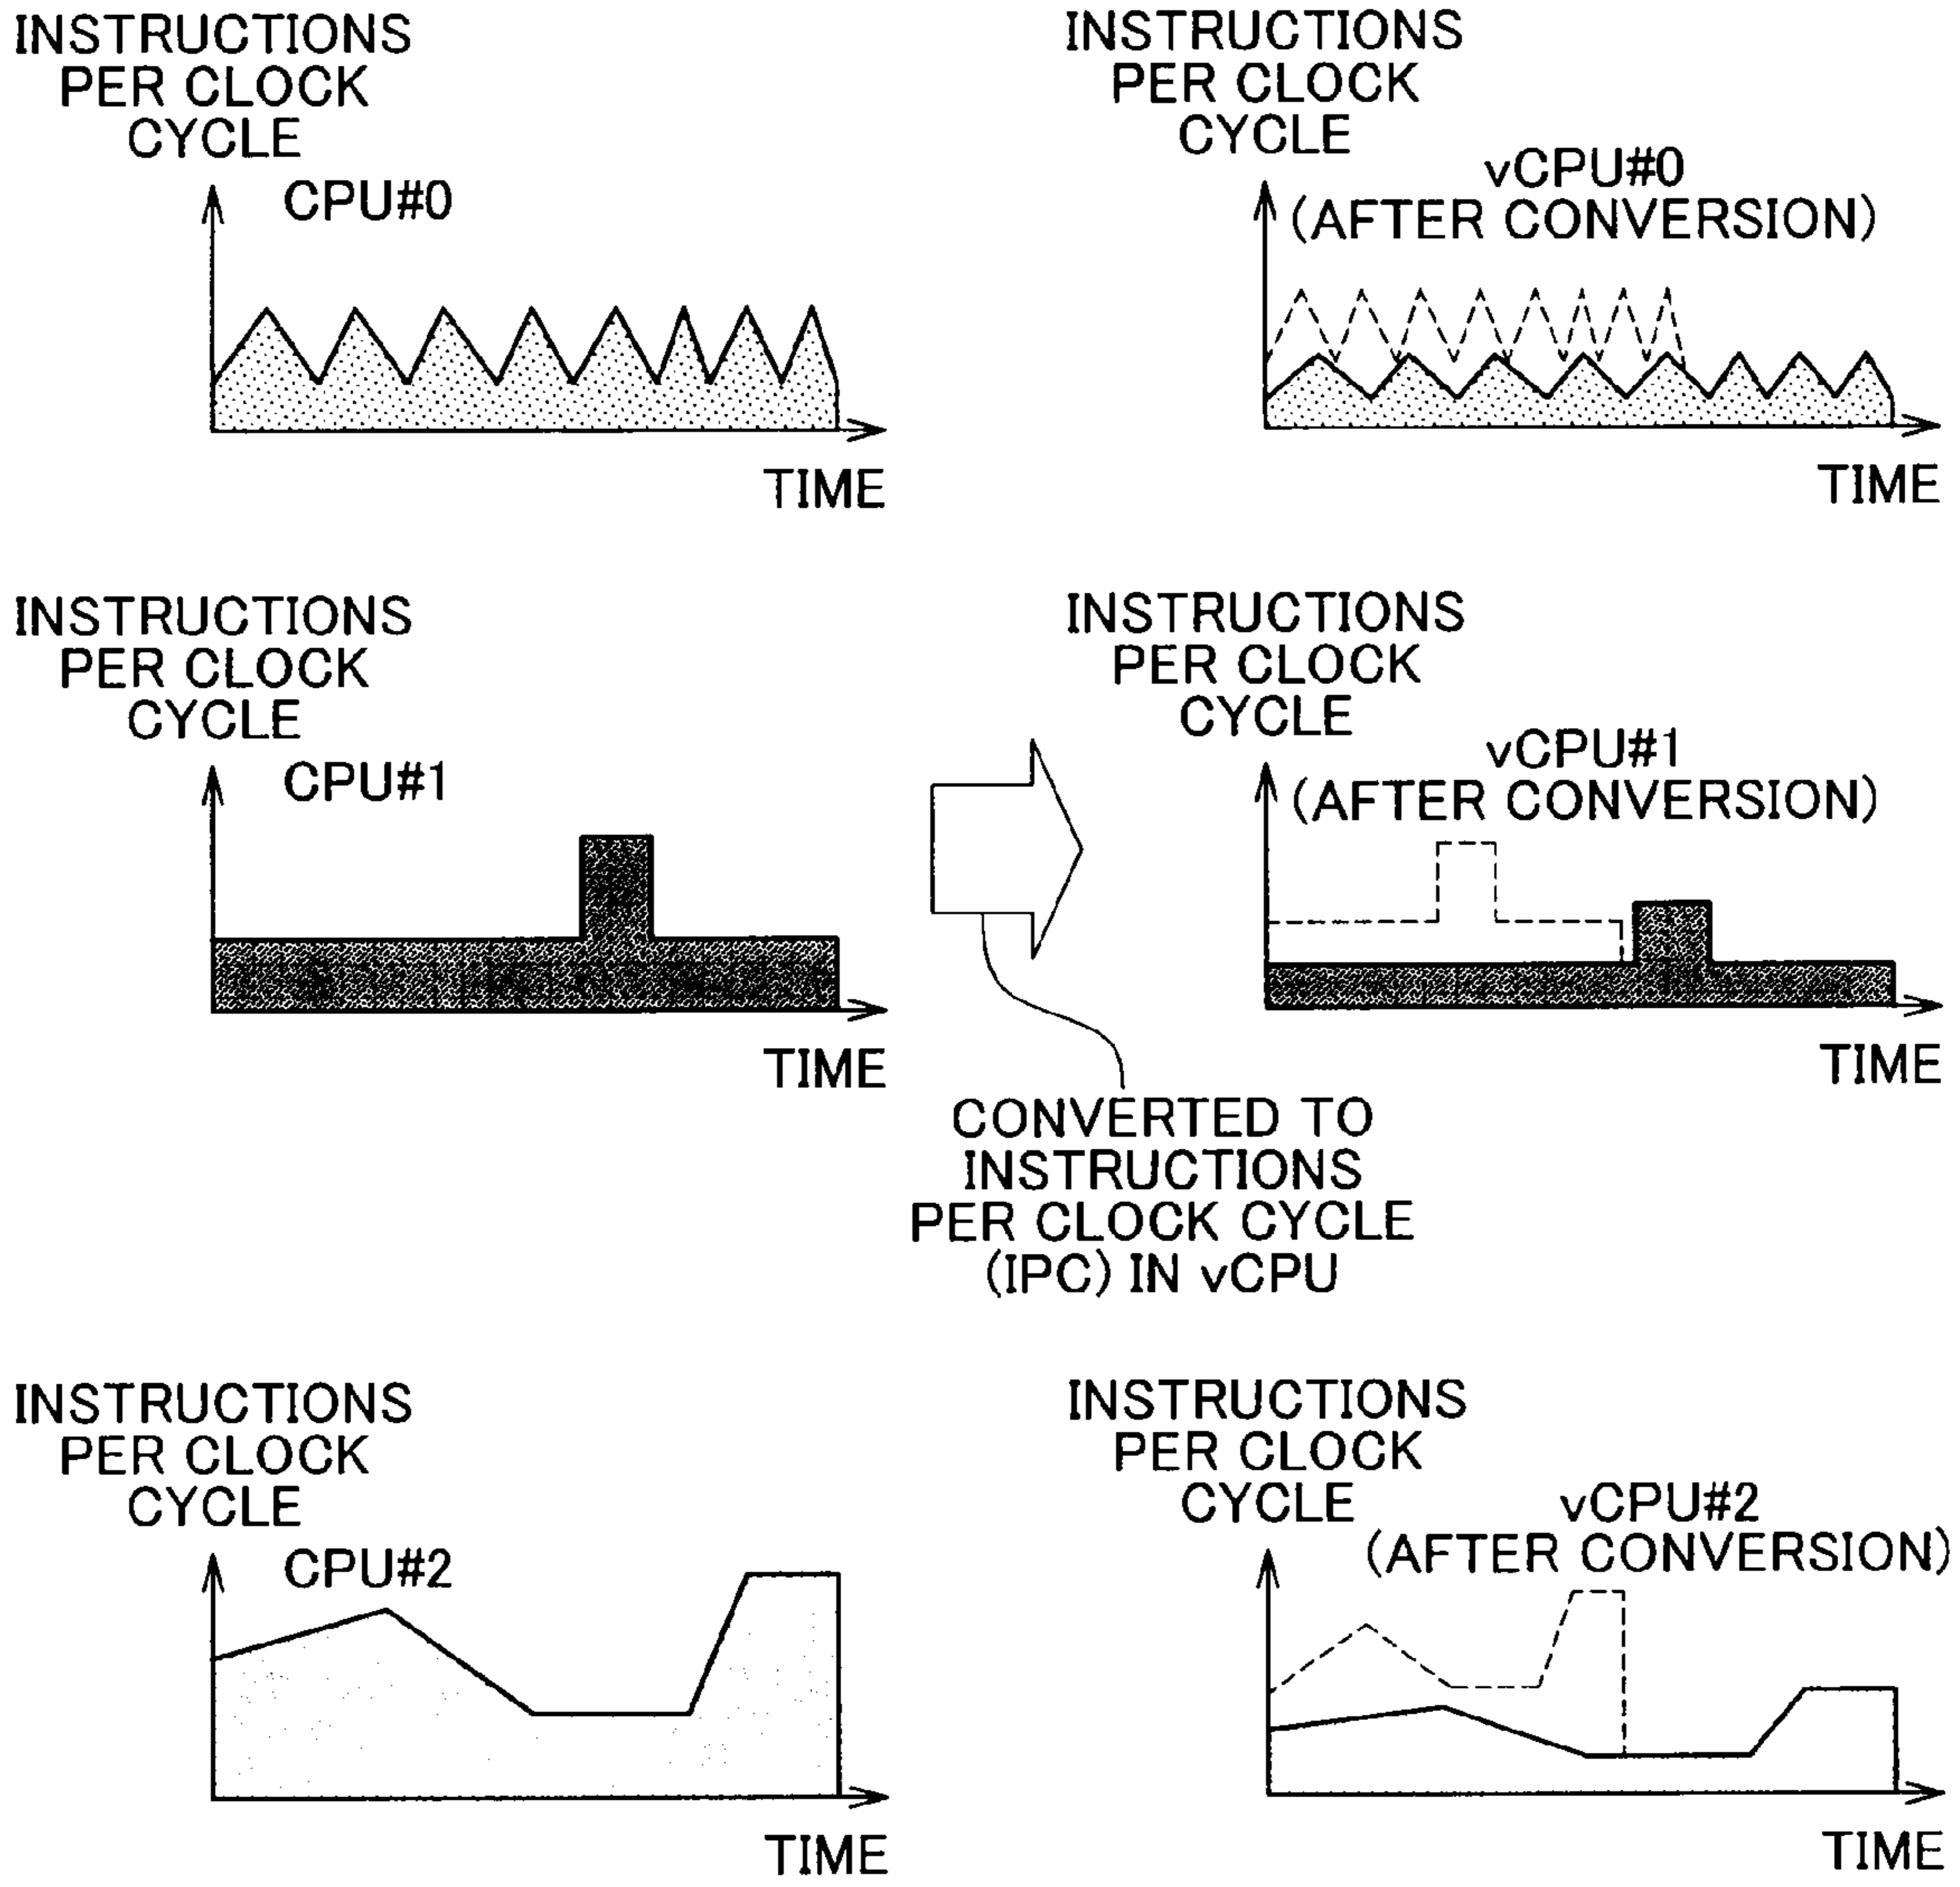 INSTRUCTIONS
PER CLOCK
CYCLE
CPU#0
TIME
INSTRUCTIONS
PER CLOCK
CYCLE
vCPU#0
(AFTER CONVERSION)
TIME
INSTRUCTIONS
PER CLOCK
CYCLE
CPU#1
TIME
INSTRUCTIONS
PER CLOCK
CYCLE
vCPU#1
(AFTER CONVERSION)
TIME
CONVERTED TO
INSTRUCTIONS
PER CLOCK CYCLE
(IPC) IN vCPU
INSTRUCTIONS
PER CLOCK
CYCLE
CPU#2
TIME
INSTRUCTIONS
PER CLOCK
CYCLE
vCPU#2
(AFTER CONVERSION)
TIME